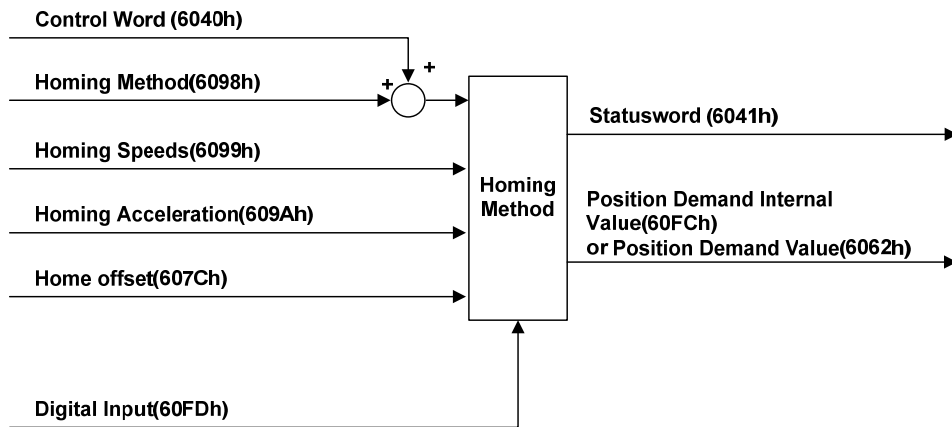 Control Word (6040h)
+
+
Homing Method(6098h)
Homing Speeds(6099h)
Homing Acceleration(609Ah)
Home offset(607Ch)
Digital Input(60FDh)
Homing
Method
Statusword (6041h)
Position Demand Internal
Value(60FCh)
or Position Demand Value(6062h)